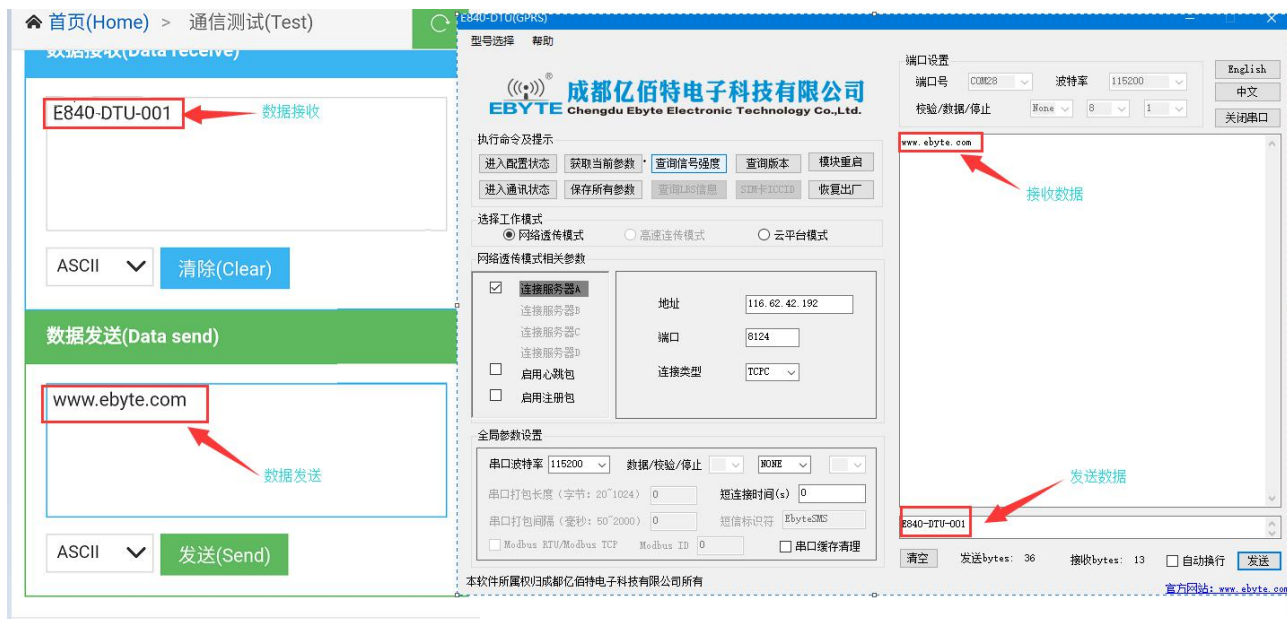 首页(Home) > 通信测试(Test)
数据接收(Data receive)
E840-DTU-001
数据接收
ASCII
清除(Clear)
数据发送(Data send)
www.ebyte.com
数据发送
ASCII
发送(Send)
E840-DTU(GPRS)
型号选择 帮助
EBYTE ® 成都亿佰特电子科技有限公司
Chengdu Ebyte Electronic Technology Co.,Ltd.
执行命令及提示
进入配置状态 获取当前参数 查询信号强度 查询版本 模块重启
进入通讯状态 保存所有参数 查询LBS信息 SIM卡ICCID 恢复出厂
选择工作模式
网络透传模式 高速连传模式 云平台模式
网络透传模式相关参数
连接服务器A
连接服务器B
连接服务器C
连接服务器D
启用心跳包
启用注册包
地址 116.62.42.192
端口 8124
连接类型 TCPC
全局参数设置
串口波特率 115200 数据/校验/停止 NONE
串口打包长度（字节：20~1024） 0 短连接时间(s) 0
串口打包间隔（毫秒：50~2000） 0 短信标识符 EbyteSMS
Modbus RTU/Modbus TCP Modbus ID 0 串口缓存清理
本软件所属权归成都亿佰特电子科技有限公司所有
端口设置
端口号 COM28 波特率 115200
校验/数据/停止 None 8 1
English
中文
关闭串口
www.ebyte.com
接收数据
发送数据
E840-DTU-001
清空 发送bytes: 36 接收bytes: 13 自动换行 发送
官方网站: www.ebyte.com